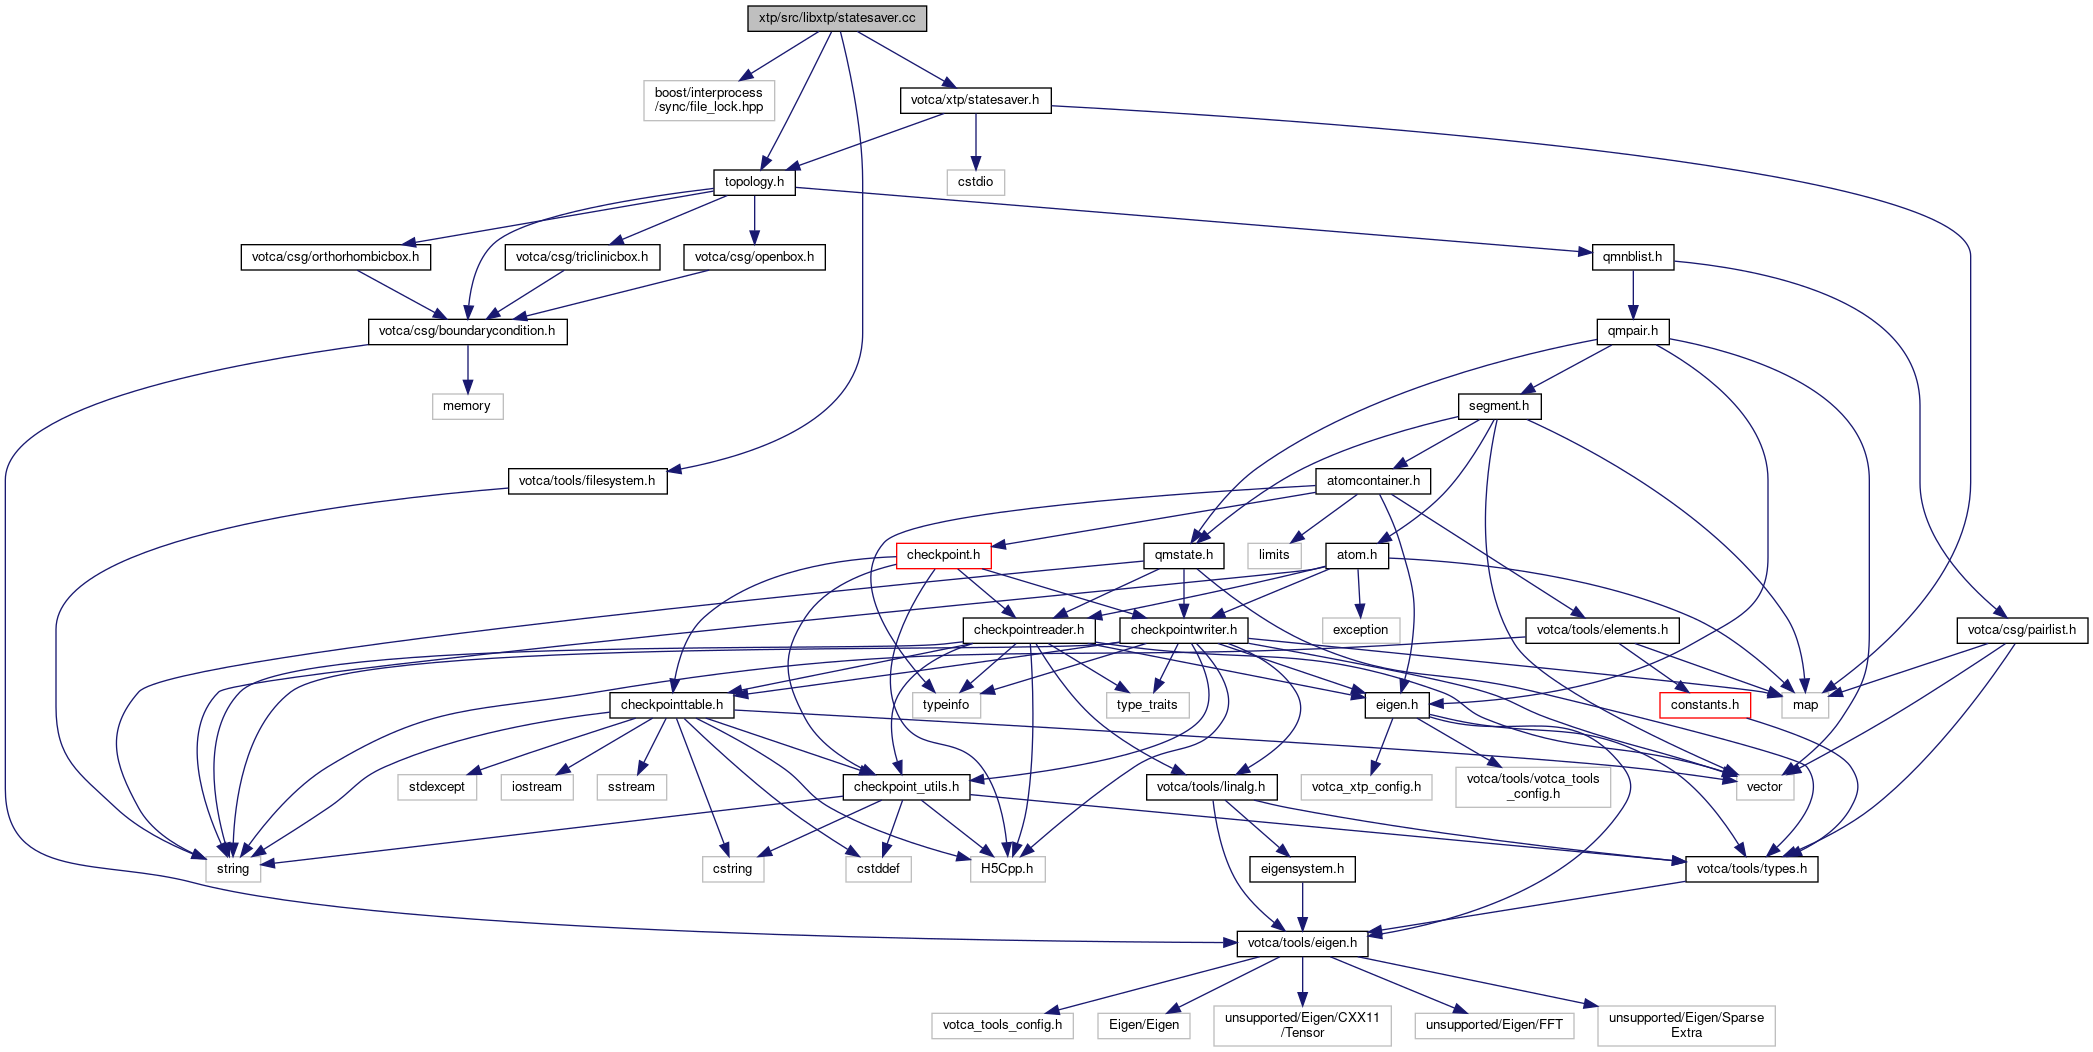 xtp/src/libxtp/statesaver.cc
boost/interprocess
/sync/file_lock.hpp
votca/xtp/statesaver.h
topology.h
cstdio
votca/csg/orthorhombicbox.h
votca/csg/triclinicbox.h
votca/csg/openbox.h
qmnblist.h
votca/csg/boundarycondition.h
qmpair.h
memory
segment.h
votca/tools/filesystem.h
atomcontainer.h
checkpoint.h
qmstate.h
limits
atom.h
checkpointreader.h
checkpointwriter.h
exception
votca/tools/elements.h
votca/csg/pairlist.h
checkpointtable.h
typeinfo
type_traits
eigen.h
constants.h
map
stdexcept
iostream
sstream
checkpoint_utils.h
votca/tools/linalg.h
votca_xtp_config.h
votca/tools/votca_tools
_config.h
vector
string
cstring
cstddef
H5Cpp.h
eigensystem.h
votca/tools/types.h
votca/tools/eigen.h
votca_tools_config.h
Eigen/Eigen
unsupported/Eigen/CXX11
/Tensor
unsupported/Eigen/FFT
unsupported/Eigen/Sparse
Extra